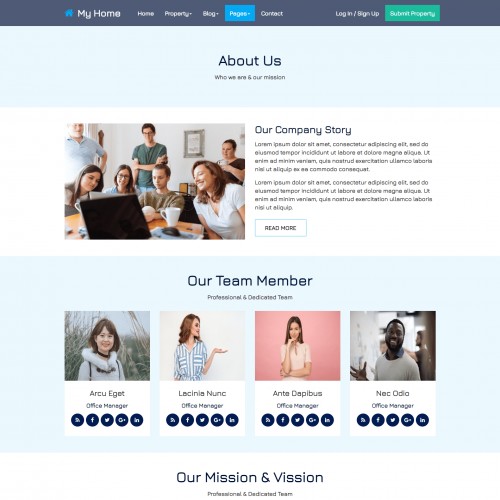 My Home
Home Property Blog Pages Contact
Log In / Sign Up Submit Property
About Us
Who we are & our mission
Our Company Story
Lorem ipsum dolor sit amet, consectetur adipiscing elit, sed do
eiusmod tempor incididunt ut labore et dolore magna aliqua. Ut
enim ad minim veniam, quis nostrud exercitation ullamco laboris
nisl ut aliquip ex ea commodo consequat.
Lorem ipsum dolor sit amet, consectetur adipiscing elit, sed do
eiusmod tempor incididunt ut labore et dolore magna aliqua. Ut
enim ad minim veniam, quis nostrud exercitation ullamco laboris
nisl ut aliquip.
READ MORE
Our Team Member
Professional & Dedicated Team
Arcu Eget Lacinia Nunc Ante Dapibus Nec Odio
Office Manager Office Manager Office Manager Office Manager
Our Mission & Vission
Professional & Dedicated Team